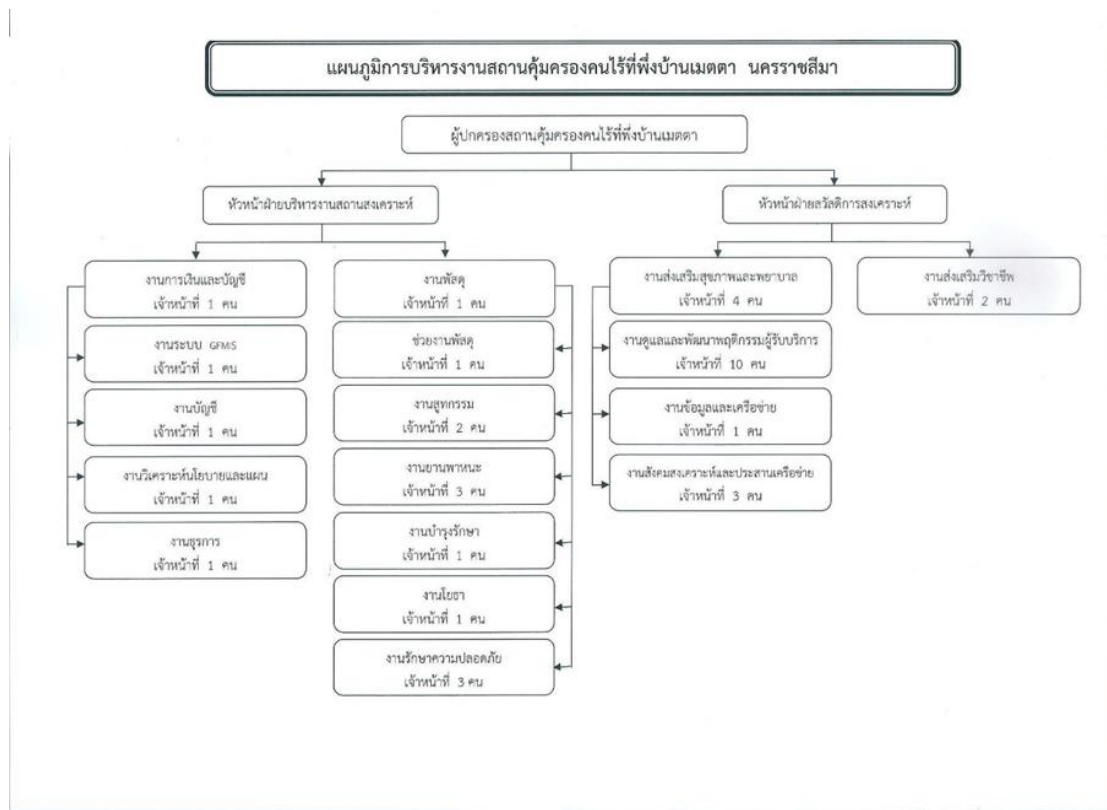 แผนภูมิการบริหารงานสถานคุ้มครองคนไร้ที่พึ่งบ้านเมตตา นครราชสีมา
ผู้ปกครองสถานคุ้มครองคนไร้ที่พึ่งบ้านเมตตา
หัวหน้าฝ่ายบริหารงานสถานสงเคราะห์
หัวหน้าฝ่ายสวัสดิการสงเคราะห์
งานการเงินและบัญชี
เจ้าหน้าที่ 1 คน
งานระบบ GFMIS
เจ้าหน้าที่ 1 คน
งานบัญชี
เจ้าหน้าที่ 1 คน
งานวิเคราะห์นโยบายและแผน
เจ้าหน้าที่ 1 คน
งานธุรการ
เจ้าหน้าที่ 1 คน
งานพัสดุ
เจ้าหน้าที่ 1 คน
ช่วยงานพัสดุ
เจ้าหน้าที่ 1 คน
งานสูทกรรม
เจ้าหน้าที่ 2 คน
งานยานพาหนะ
เจ้าหน้าที่ 3 คน
งานบำรุงรักษา
เจ้าหน้าที่ 1 คน
งานโยธา
เจ้าหน้าที่ 1 คน
งานรักษาความปลอดภัย
เจ้าหน้าที่ 3 คน
งานส่งเสริมสุขภาพและพยาบาล
เจ้าหน้าที่ 4 คน
งานดูแลและพัฒนาพฤติกรรมผู้รับบริการ
เจ้าหน้าที่ 10 คน
งานข้อมูลและเครือข่าย
เจ้าหน้าที่ 1 คน
งานสังคมสงเคราะห์และประสานเครือข่าย
เจ้าหน้าที่ 3 คน
งานส่งเสริมวิชาชีพ
เจ้าหน้าที่ 2 คน